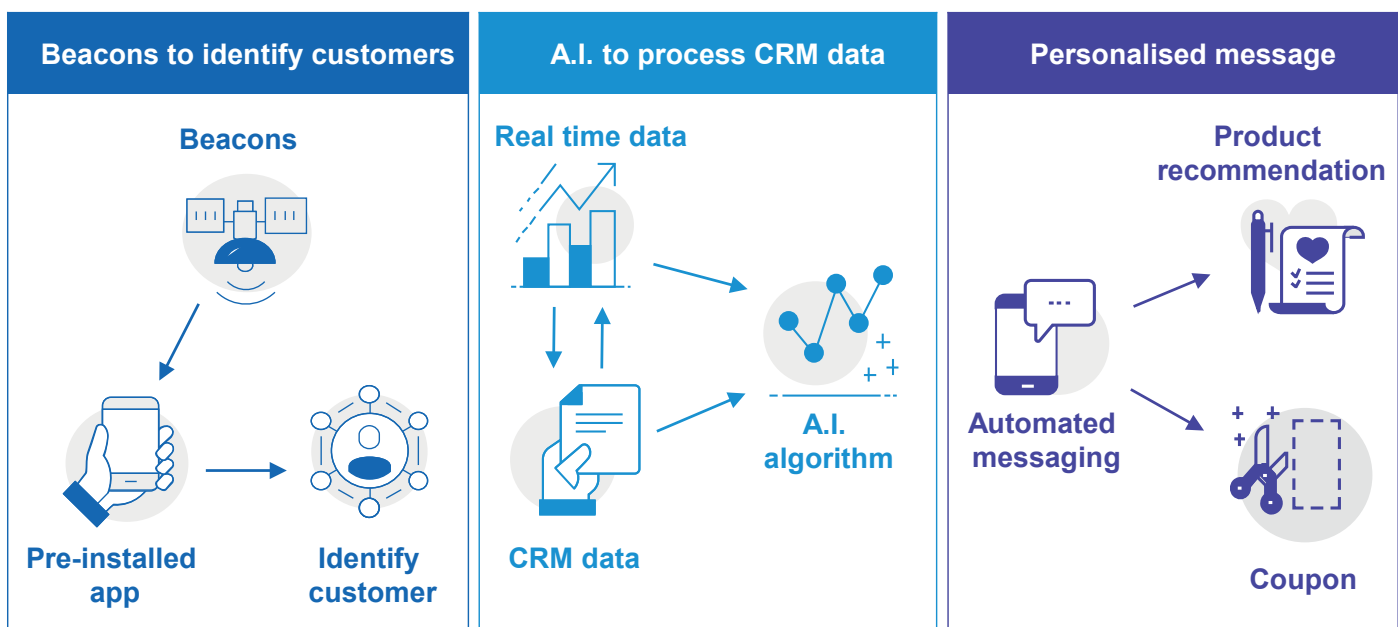 Beacons to identify customers
Beacons
Pre-installed
app
Identify
customer
A.I. to process CRM data
Real time data
A.I.
algorithm
CRM data
Personalised message
Product
recommendation
Automated
messaging
Coupon